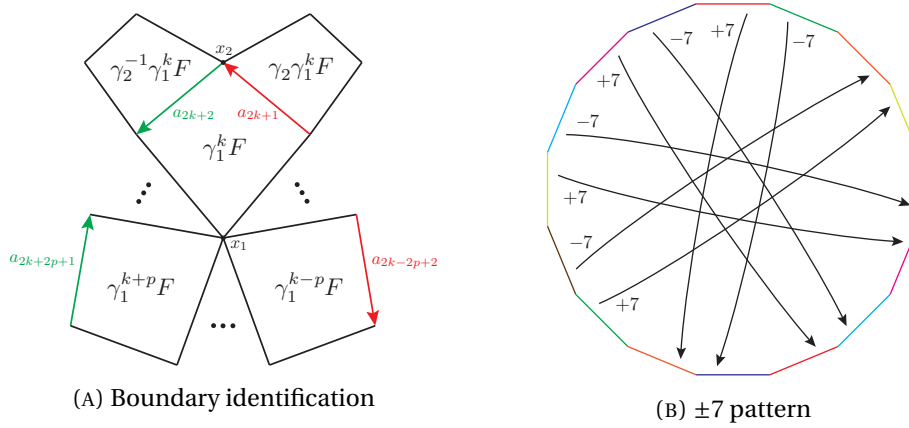 x₂
γ₂⁻¹γ₁ᵏF
γ₂γ₁ᵏF
a₂ₖ₊₂
a₂ₖ₊₁
γ₁ᵏF
x₁
a₂ₖ₊₂ₚ₊₁
a₂ₖ₋₂ₚ₊₂
γ₁ᵏ⁺ᵖF
γ₁ᵏ⁻ᵖF
(A) Boundary identification
−7
+7
−7
+7
−7
+7
−7
+7
(B) ±7 pattern